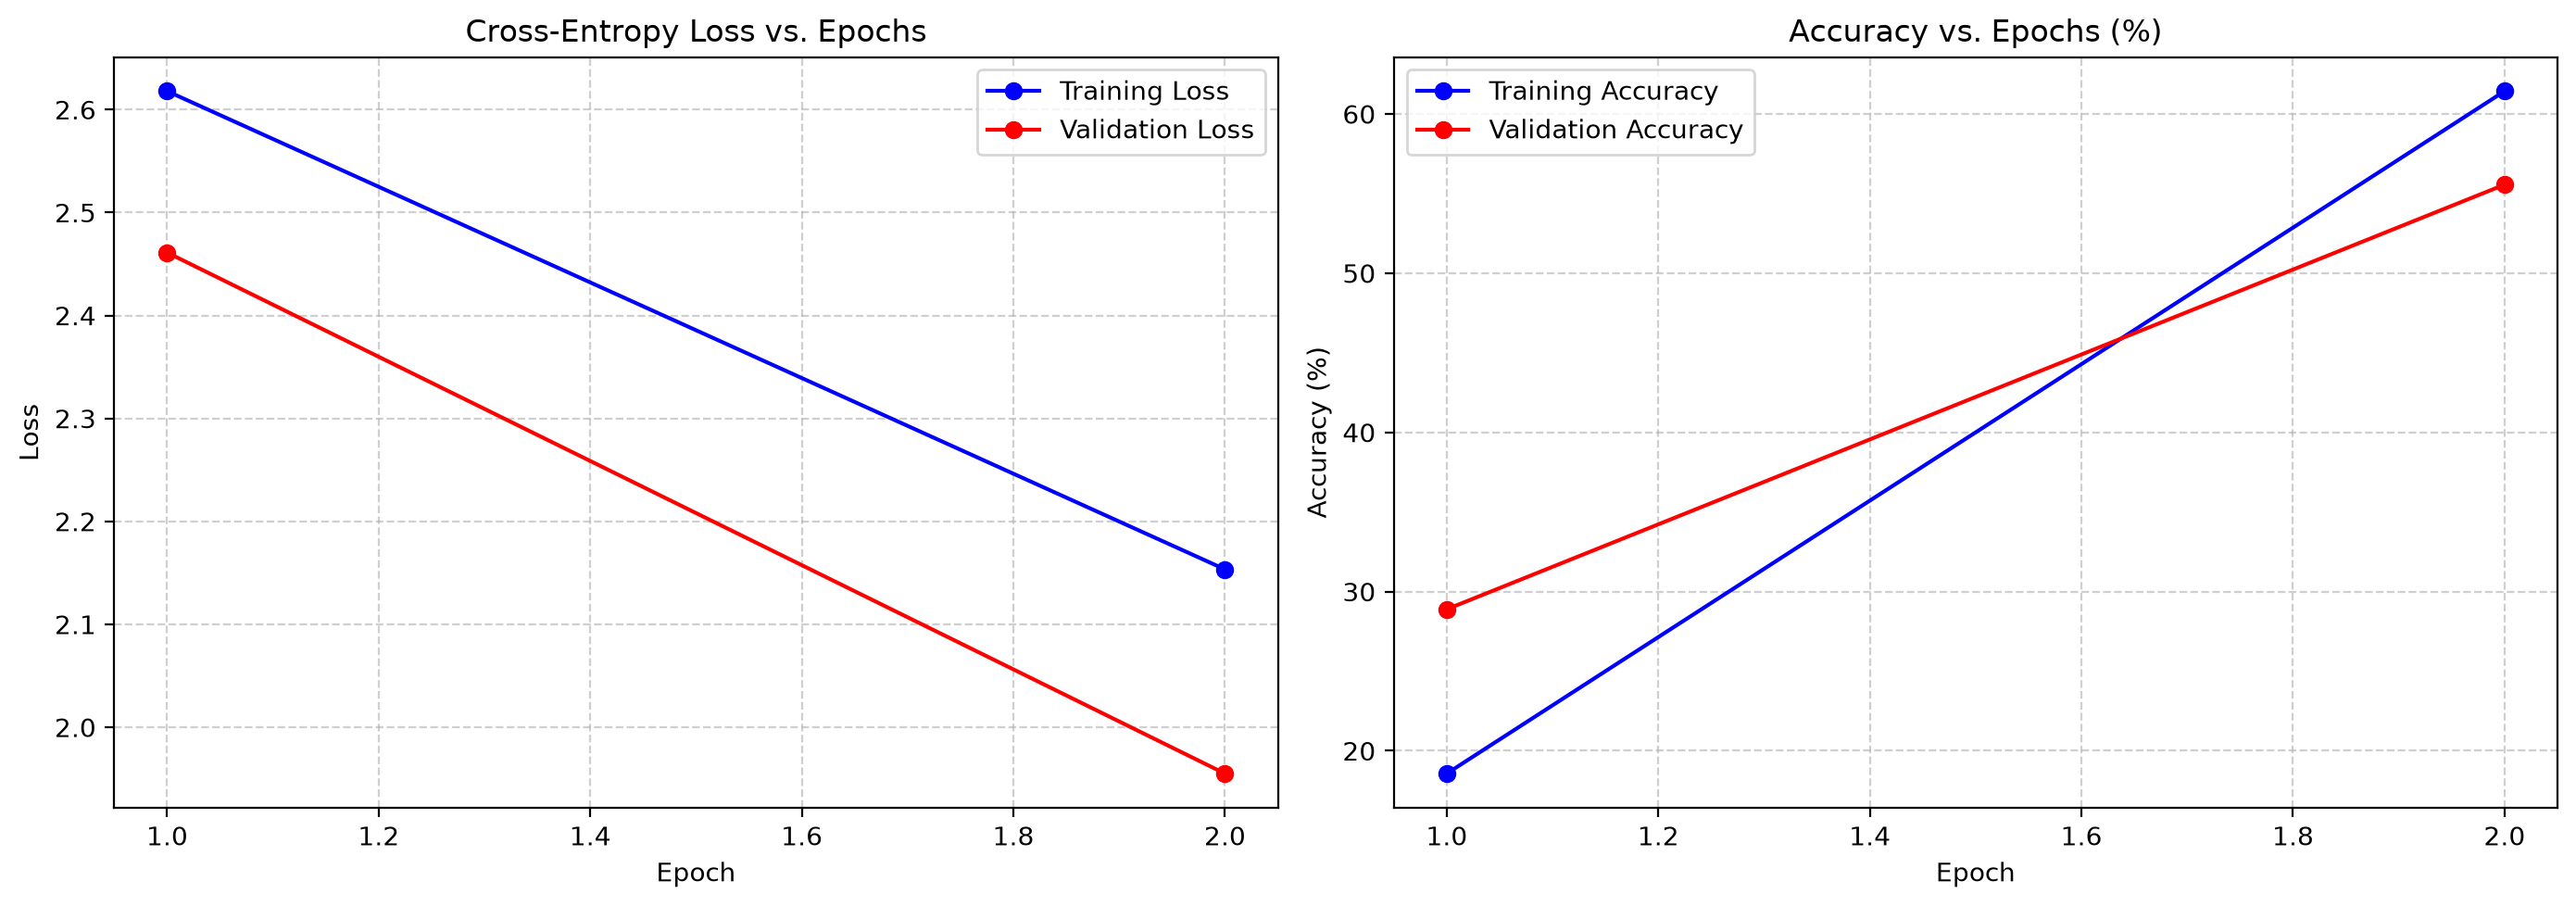 Cross-Entropy Loss vs. Epochs
Training Loss
Validation Loss
2.6
2.5
2.4
2.3
2.2
2.1
2.0
Loss
1.0 1.2 1.4 1.6 1.8 2.0
Epoch
Accuracy vs. Epochs (%)
Training Accuracy
Validation Accuracy
60
50
40
30
20
Accuracy (%)
1.0 1.2 1.4 1.6 1.8 2.0
Epoch